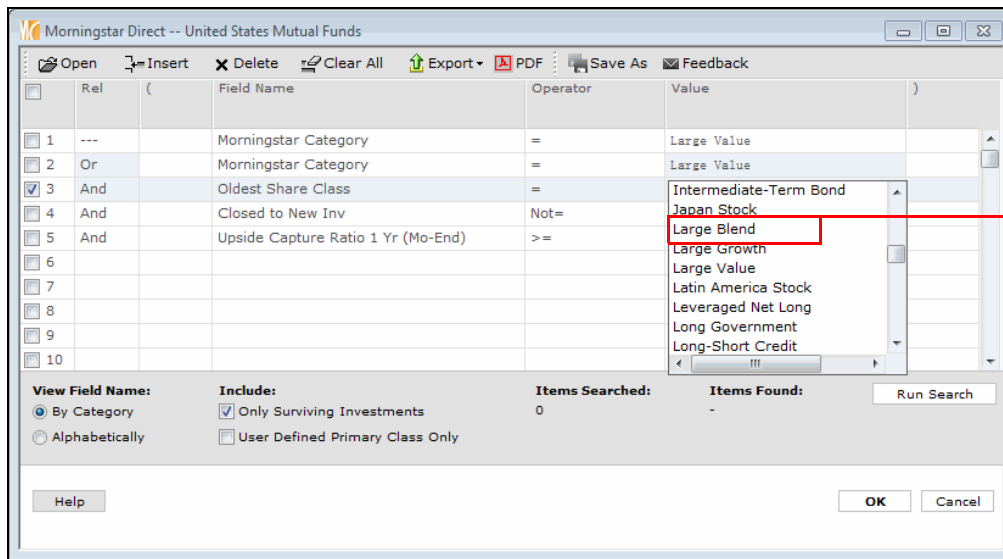 Morningstar Direct -- United States Mutual Funds
Open Insert Delete Clear All Export PDF Save As Feedback
Rel ( Field Name Operator Value )
1 --- Morningstar Category = Large Value
2 Or Morningstar Category = Large Value
3 And Oldest Share Class =
4 And Closed to New Inv Not=
5 And Upside Capture Ratio 1 Yr (Mo-End) >=
6
7
8
9
10
Intermediate-Term Bond
Japan Stock
Large Blend
Large Growth
Large Value
Latin America Stock
Leveraged Net Long
Long Government
Long-Short Credit
View Field Name: Include: Items Searched: Items Found: Run Search
By Category Only Surviving Investments 0 -
Alphabetically User Defined Primary Class Only
Help OK Cancel